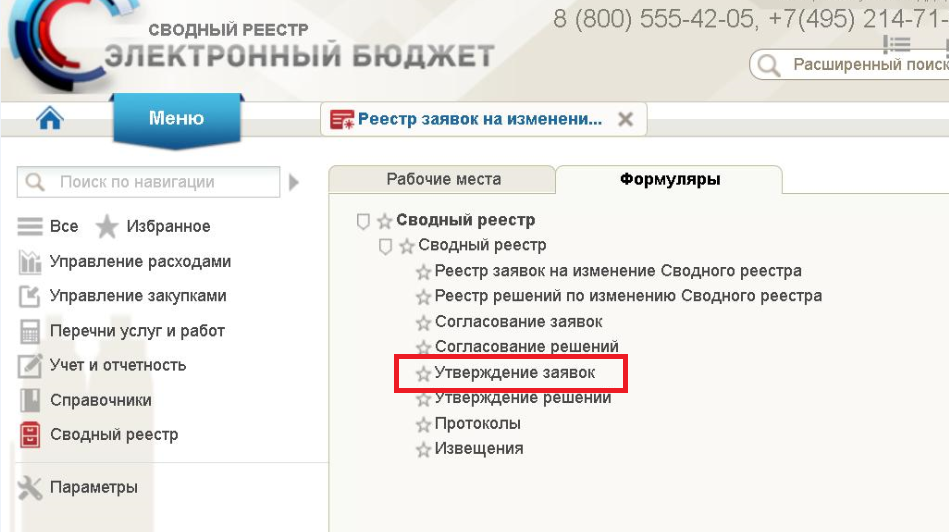 СВОДНЫЙ РЕЕСТР
ЭЛЕКТРОННЫЙ БЮДЖЕТ
8 (800) 555-42-05, +7(495) 214-71-
Расширенный поиск
Меню
Реестр заявок на изменени...
Поиск по навигации
Все
Избранное
Управление расходами
Управление закупками
Перечни услуг и работ
Учет и отчетность
Справочники
Сводный реестр
Параметры
Рабочие места
Формуляры
Сводный реестр
Сводный реестр
Реестр заявок на изменение Сводного реестра
Реестр решений по изменению Сводного реестра
Согласование заявок
Согласование решений
Утверждение заявок
Утверждение решений
Протоколы
Извещения